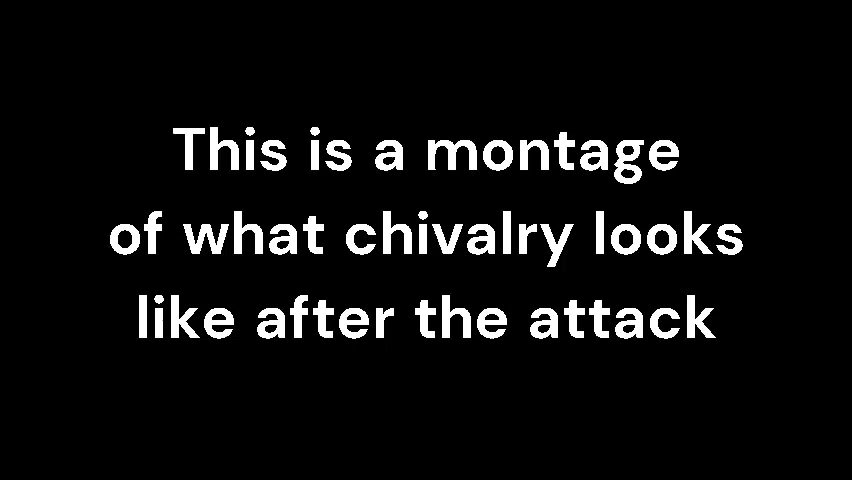 This is a montage
of what chivalry looks
like after the attack